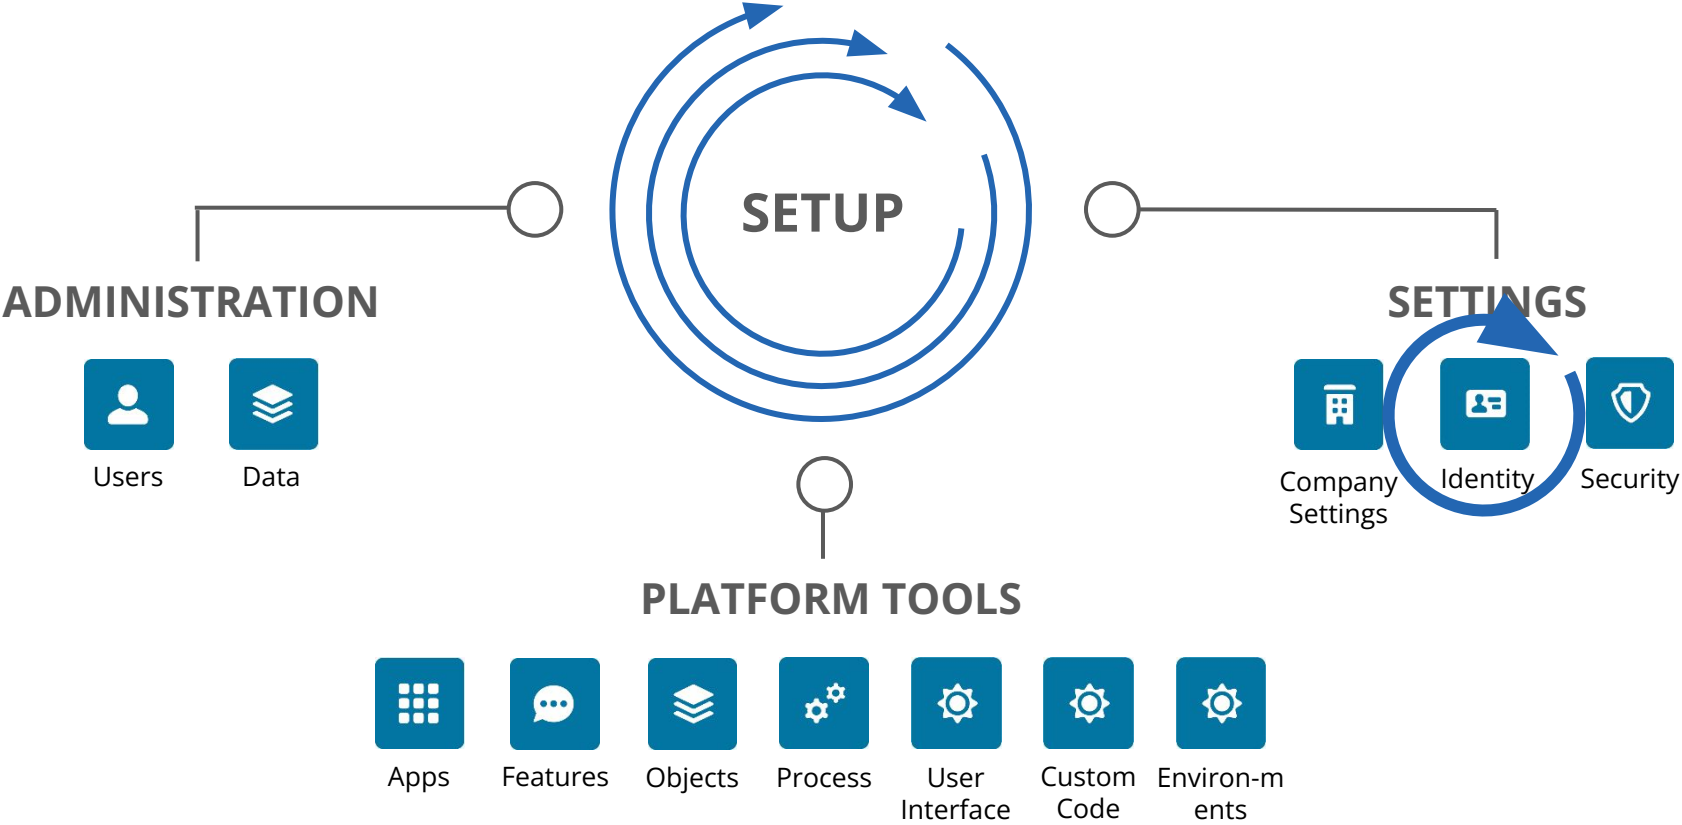 SETUP
ADMINISTRATION
Users
Data
SETTINGS
Company
Settings
Identity
Security
PLATFORM TOOLS
Apps
Features
Objects
Process
User
Interface
Custom
Code
Environ-m
ents